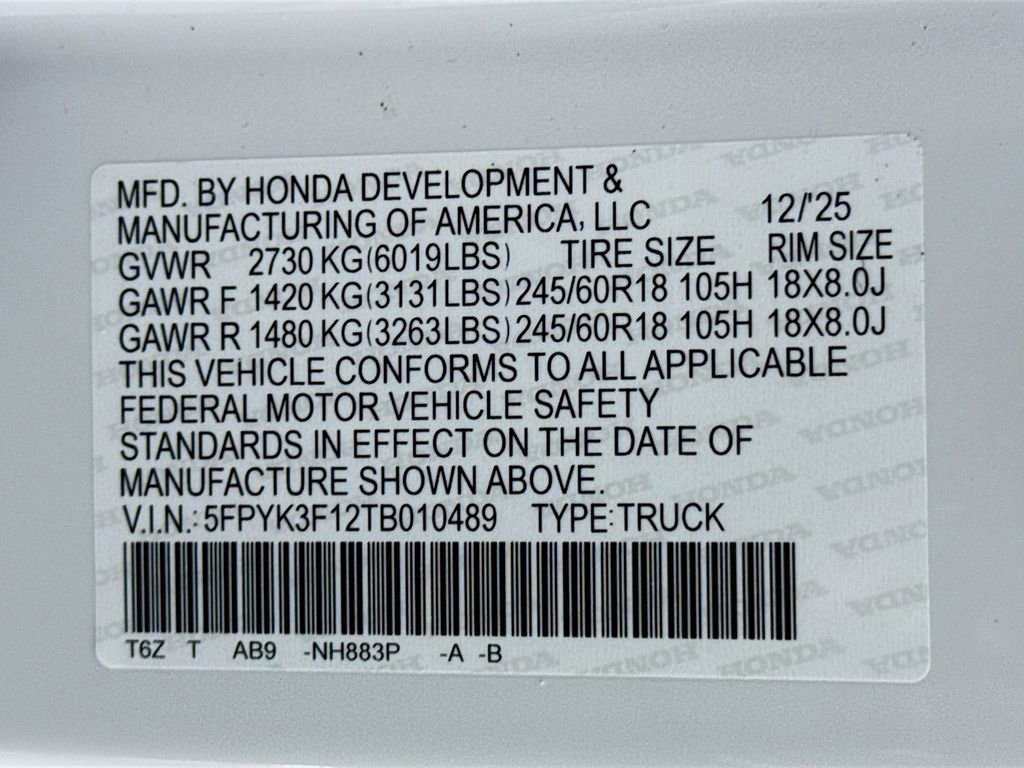 MFD. BY HONDA DEVELOPMENT &
MANUFACTURING OF AMERICA, LLC 12/'25
GVWR 2730 KG(6019LBS) TIRE SIZE RIM SIZE
GAWR F 1420 KG(3131LBS) 245/60R18 105H 18X8.0J
GAWR R 1480 KG(3263LBS) 245/60R18 105H 18X8.0J
THIS VEHICLE CONFORMS TO ALL APPLICABLE
FEDERAL MOTOR VEHICLE SAFETY
STANDARDS IN EFFECT ON THE DATE OF
MANUFACTURE SHOWN ABOVE.
V.I.N.: 5FPYK3F12TB010489 TYPE:TRUCK
T6Z T AB9 -NH883P -A -B